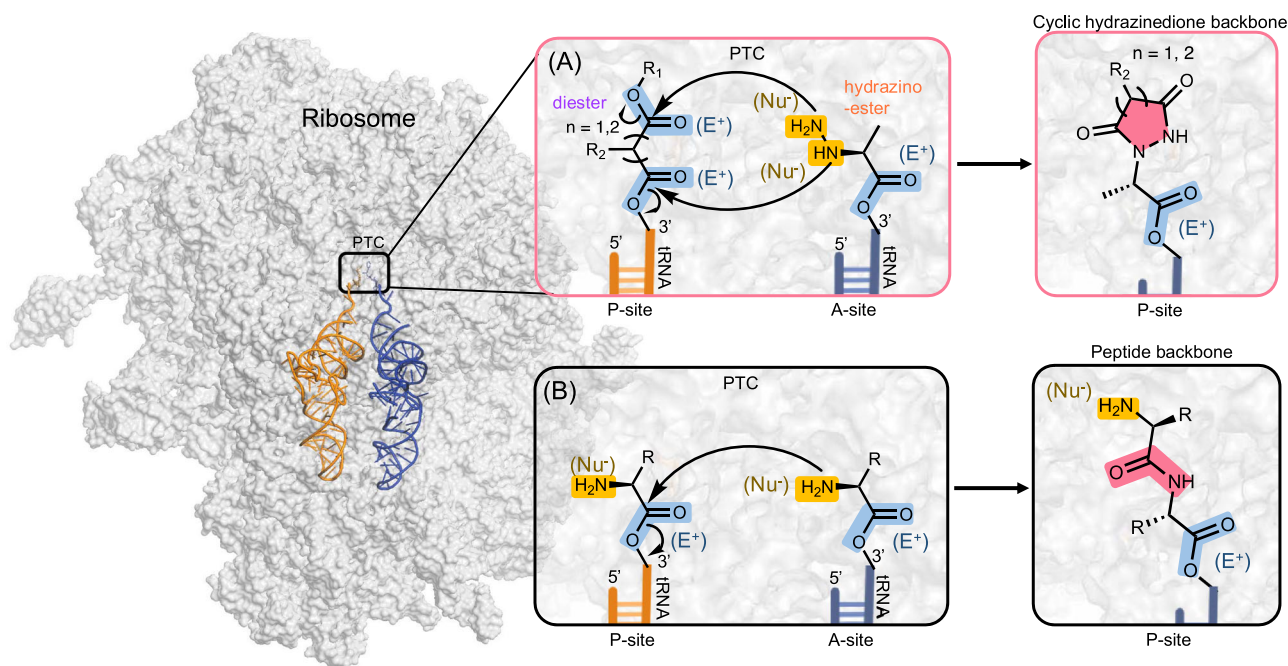 Ribosome
PTC
(A)
PTC
R1
O
diester
O
n = 1,2
(E⁺)
R2
O
(E⁺)
O
3’
5’
tRNA
P-site
(Nu⁻)
hydrazino
-ester
H2N
HN
(Nu⁻)
(E⁺)
O
O
3’
5’
tRNA
A-site
Cyclic hydrazinedione backbone
n = 1, 2
R2
O
O
NH
N
O
O
(E⁺)
P-site
(B)
PTC
(Nu⁻)
R
H2N
O
O
(E⁺)
3’
5’
tRNA
P-site
R
(Nu⁻)
H2N
O
O
(E⁺)
3’
5’
tRNA
A-site
Peptide backbone
(Nu⁻)
H2N
R
O
NH
R
O
O
(E⁺)
P-site